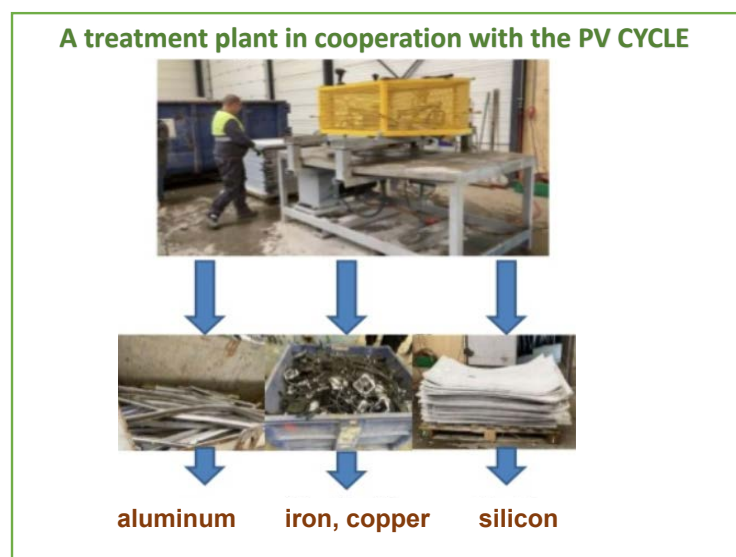 A treatment plant in cooperation with the PV CYCLE
aluminum iron, copper silicon